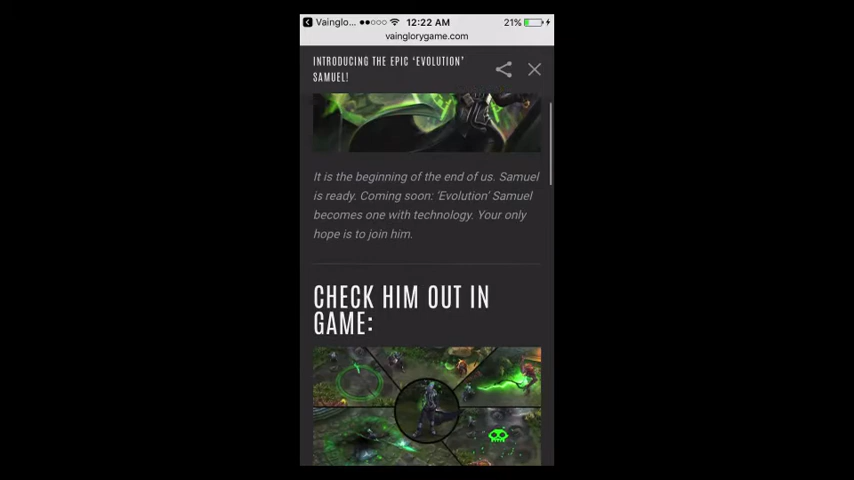 Vainglo... 12:22 AM 21%
vainglorygame.com
INTRODUCING THE EPIC ‘EVOLUTION’
SAMUEL!
It is the beginning of the end of us. Samuel
is ready. Coming soon: ‘Evolution’ Samuel
becomes one with technology. Your only
hope is to join him.
CHECK HIM OUT IN
GAME: